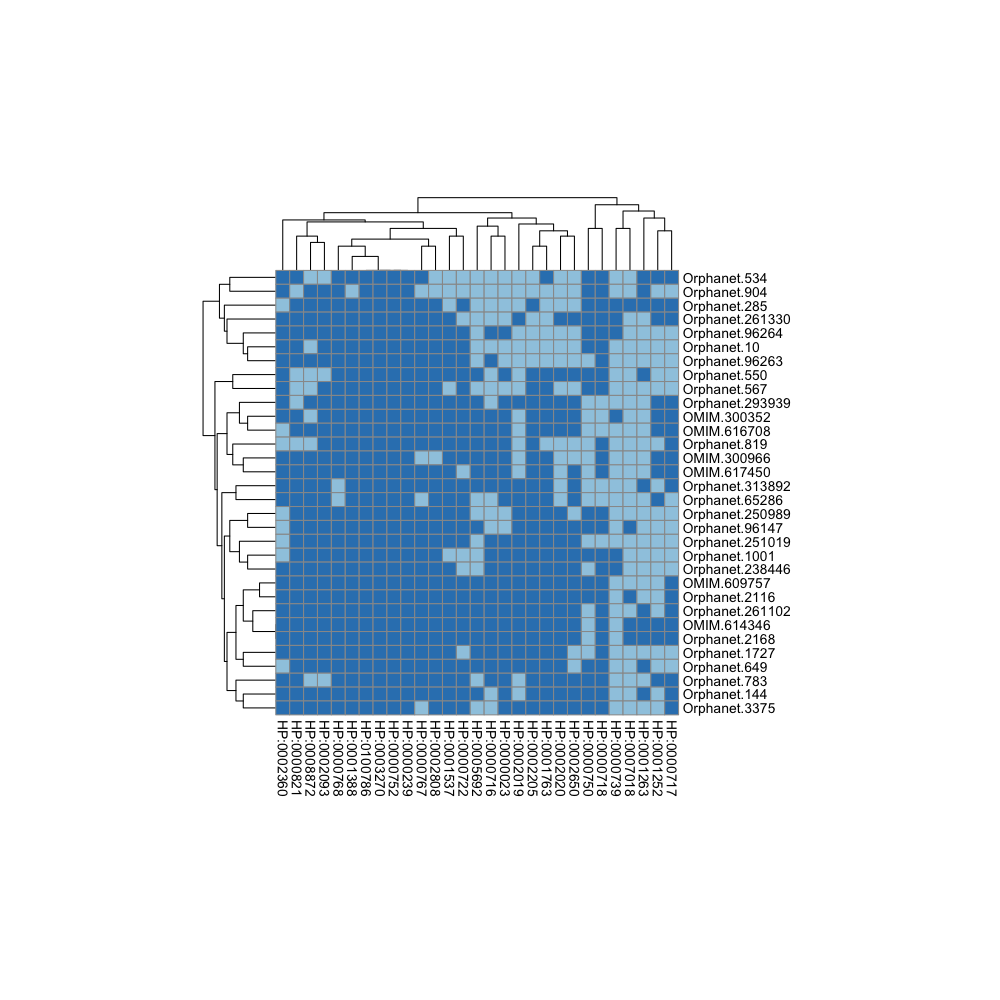 Orphanet.534
Orphanet.904
Orphanet.285
Orphanet.261330
Orphanet.96264
Orphanet.10
Orphanet.96263
Orphanet.550
Orphanet.567
Orphanet.293939
OMIM.300352
OMIM.616708
Orphanet.819
OMIM.300966
OMIM.617450
Orphanet.313892
Orphanet.65286
Orphanet.250989
Orphanet.96147
Orphanet.251019
Orphanet.1001
Orphanet.238446
OMIM.609757
Orphanet.2116
Orphanet.261102
OMIM.614346
Orphanet.2168
Orphanet.1727
Orphanet.649
Orphanet.783
Orphanet.144
Orphanet.3375
HP:0002360
HP:0000821
HP:0008872
HP:0002093
HP:0000768
HP:0001388
HP:0100786
HP:0003270
HP:0000752
HP:0000239
HP:0000767
HP:0002808
HP:0001537
HP:0000722
HP:0005692
HP:0000716
HP:0000023
HP:0002019
HP:0002205
HP:0001763
HP:0002020
HP:0002650
HP:0000750
HP:0000718
HP:0000739
HP:0007018
HP:0001263
HP:0001252
HP:0000717